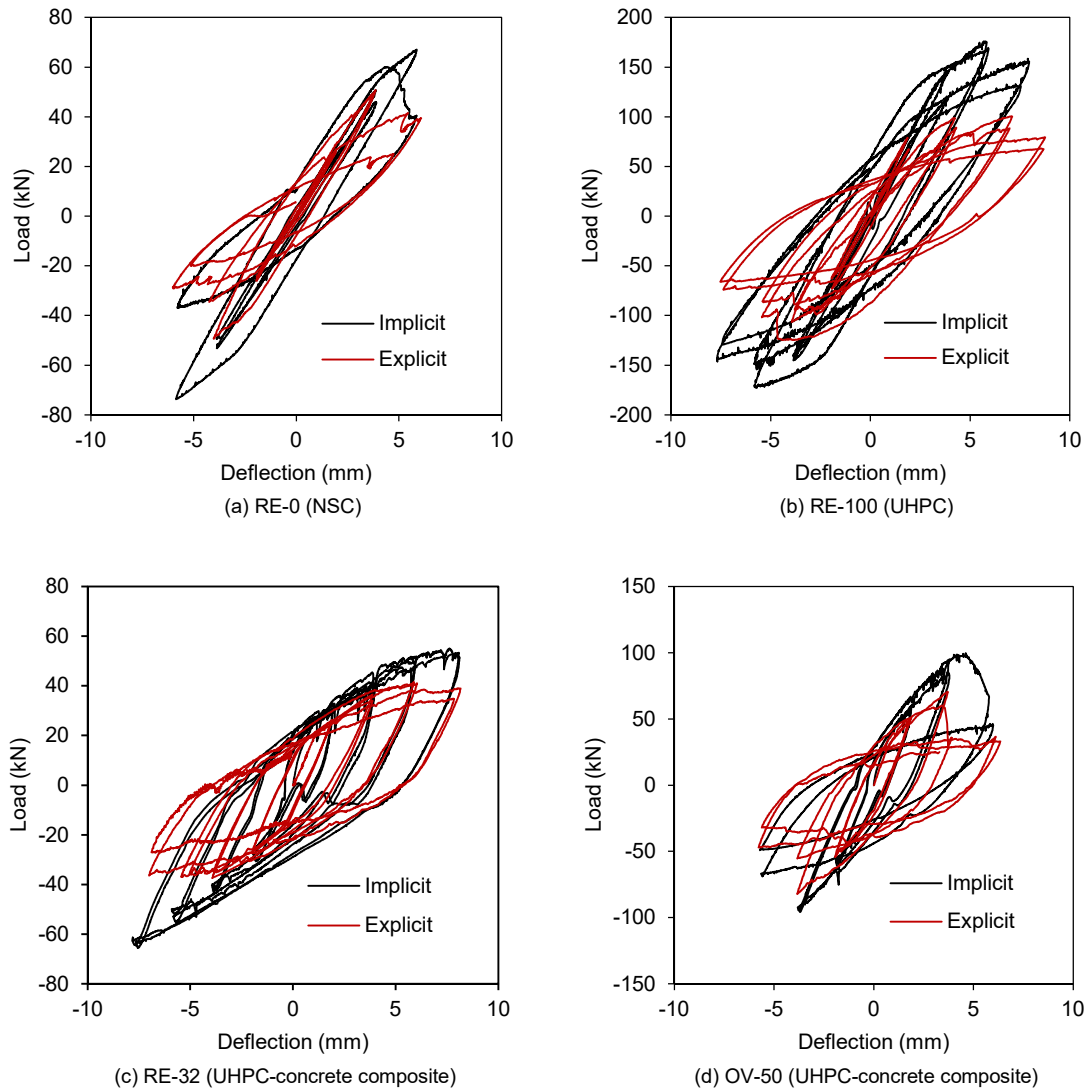 80
60
40
20
0
-20
-40
-60
-80
Load (kN)
Implicit
Explicit
-10 -5 0 5 10
Deflection (mm)
(a) RE-0 (NSC)
200
150
100
50
0
-50
-100
-150
-200
Load (kN)
Implicit
Explicit
-10 -5 0 5 10
Deflection (mm)
(b) RE-100 (UHPC)
80
60
40
20
0
-20
-40
-60
-80
Load (kN)
Implicit
Explicit
-10 -5 0 5 10
Deflection (mm)
(c) RE-32 (UHPC-concrete composite)
150
100
50
0
-50
-100
-150
Load (kN)
Implicit
Explicit
-10 -5 0 5 10
Deflection (mm)
(d) OV-50 (UHPC-concrete composite)